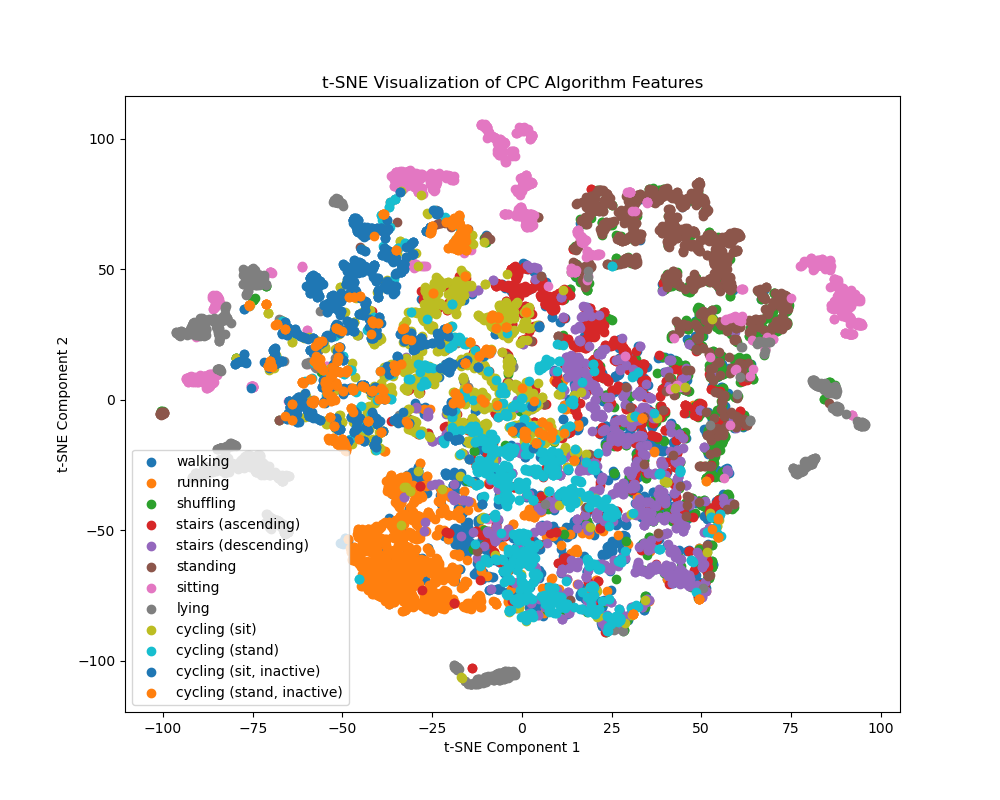 t-SNE Visualization of CPC Algorithm Features
100
50
0
−50
−100
t-SNE Component 2
walking
running
shuffling
stairs (ascending)
stairs (descending)
standing
sitting
lying
cycling (sit)
cycling (stand)
cycling (sit, inactive)
cycling (stand, inactive)
−100 −75 −50 −25 0 25 50 75 100
t-SNE Component 1